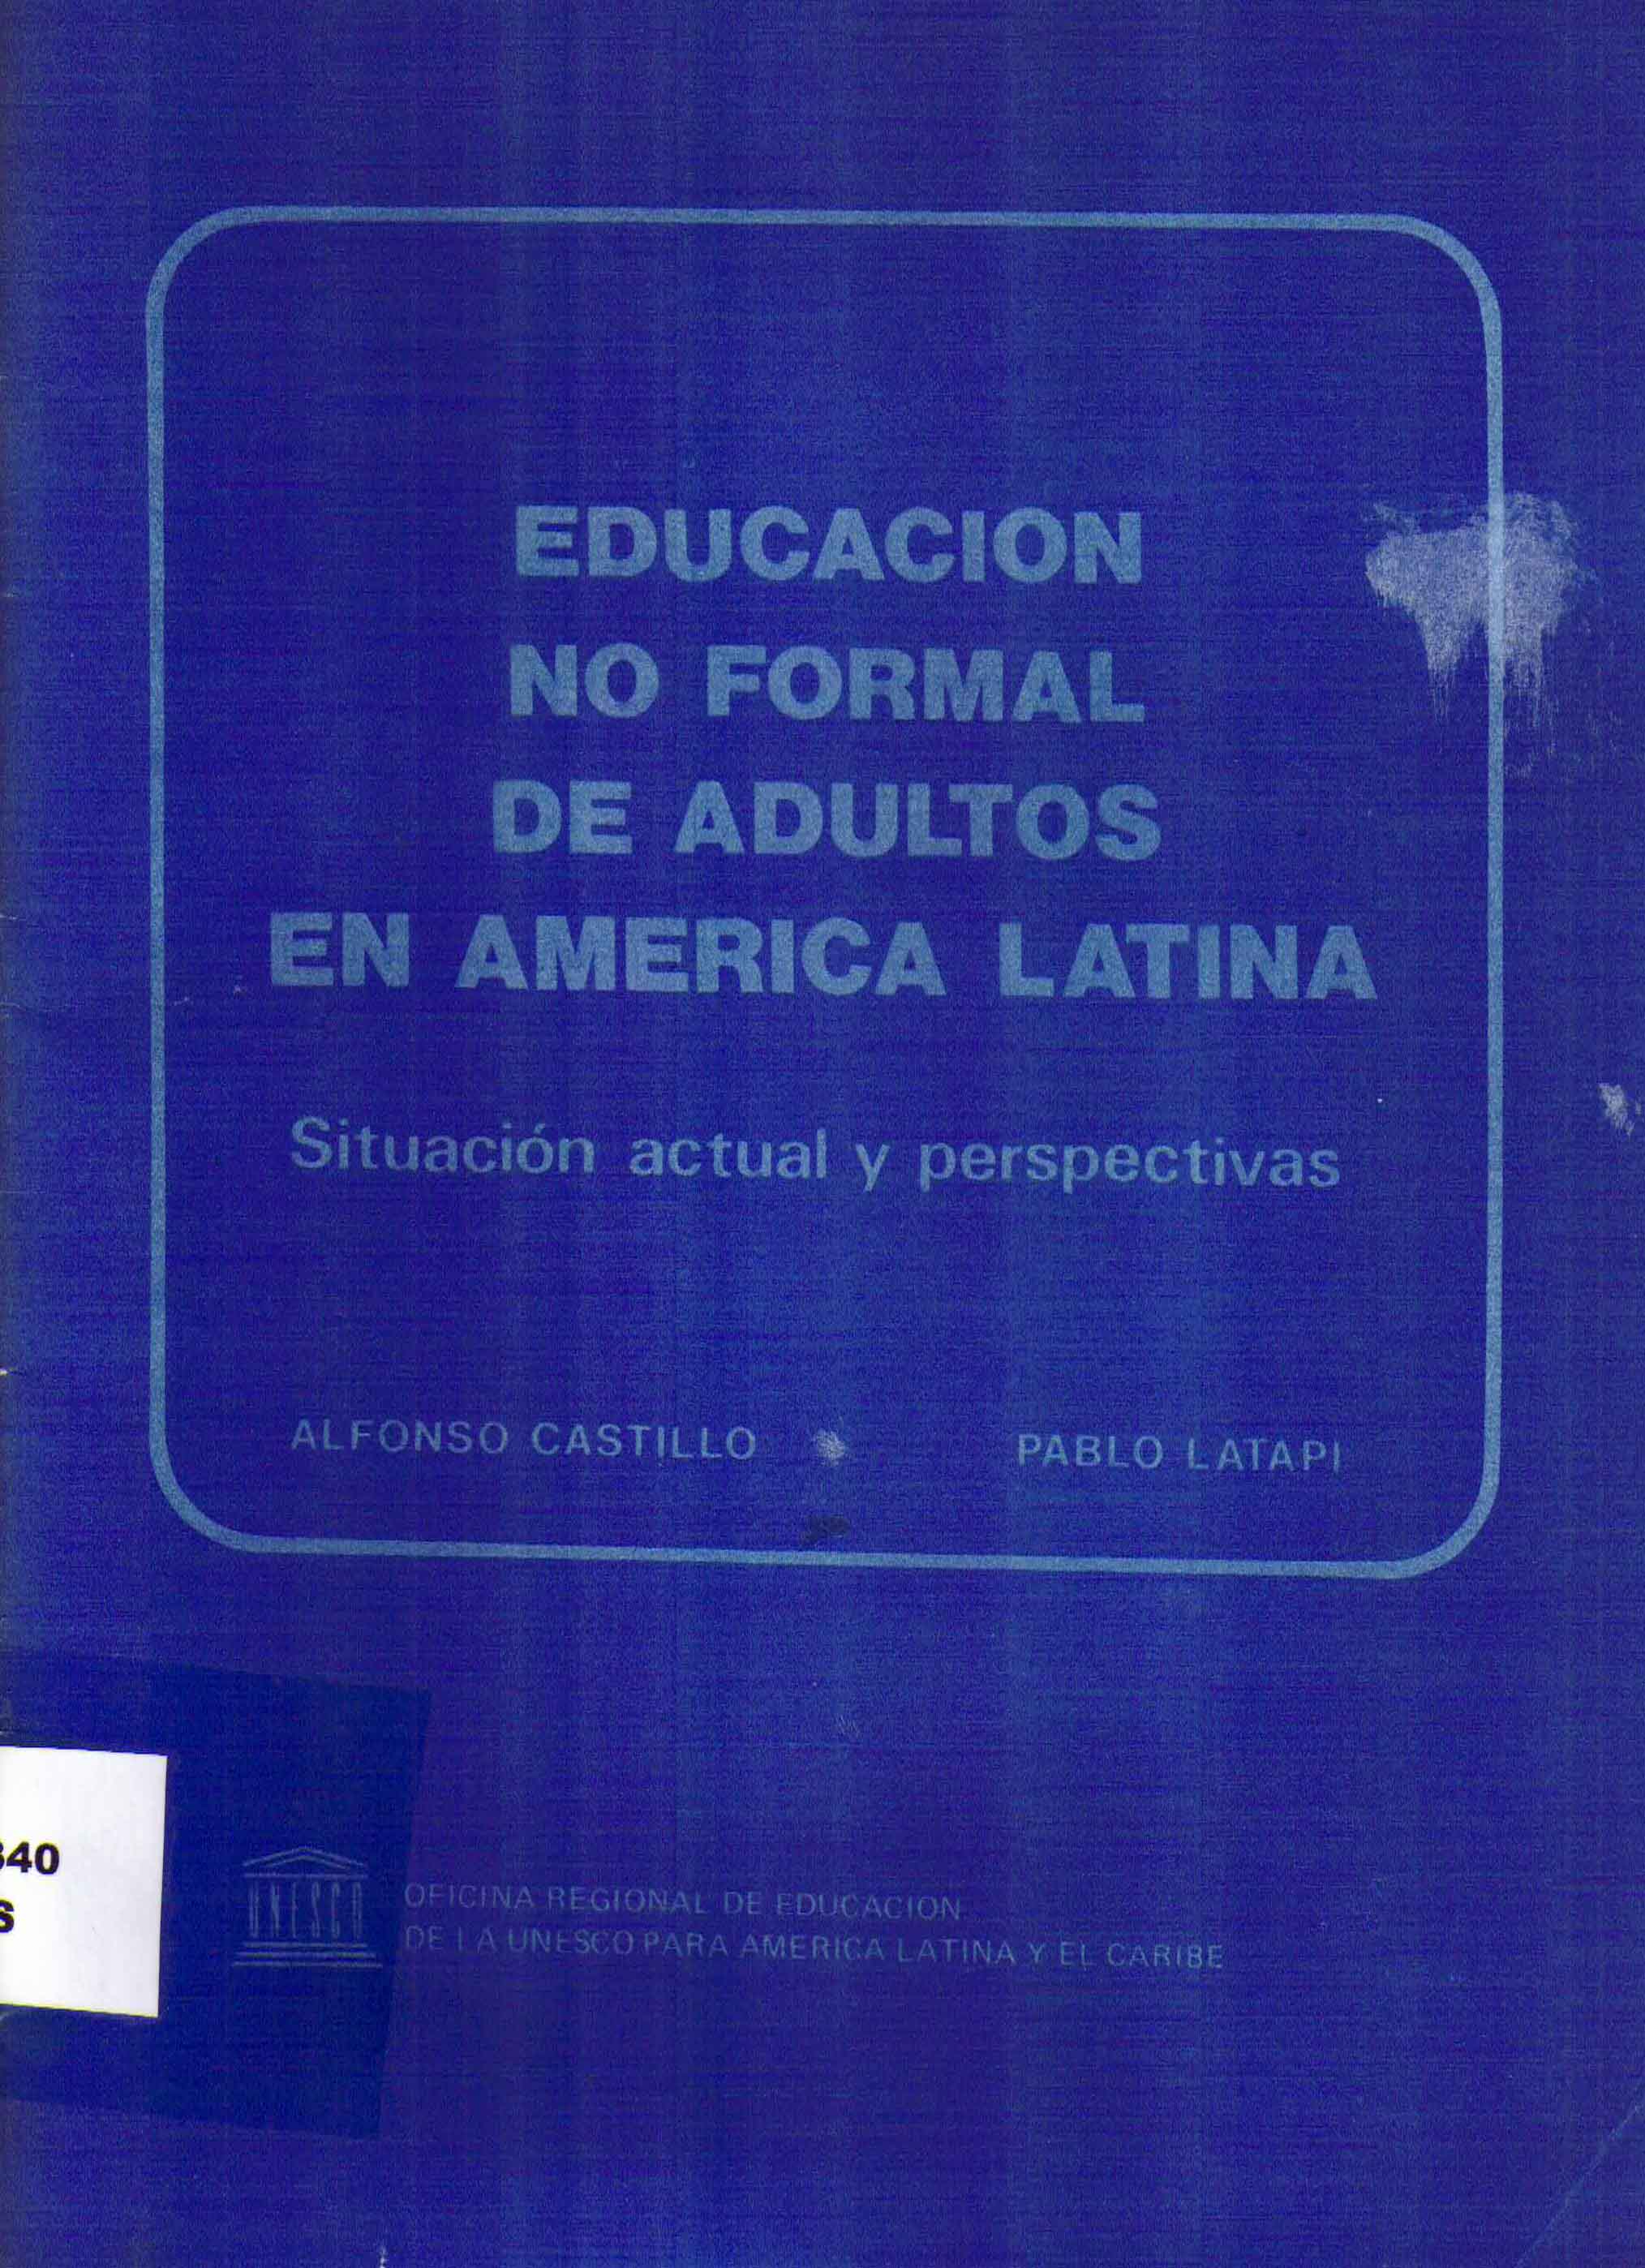 EDUCACION
NO FORMAL
DE ADULTOS
EN AMERICA LATINA
Situación actual y perspectivas
ALFONSO CASTILLO PABLO LATAPI
40
S
UNESCO
OFICINA REGIONAL DE EDUCACION
DE LA UNESCO PARA AMERICA LATINA Y EL CARIBE